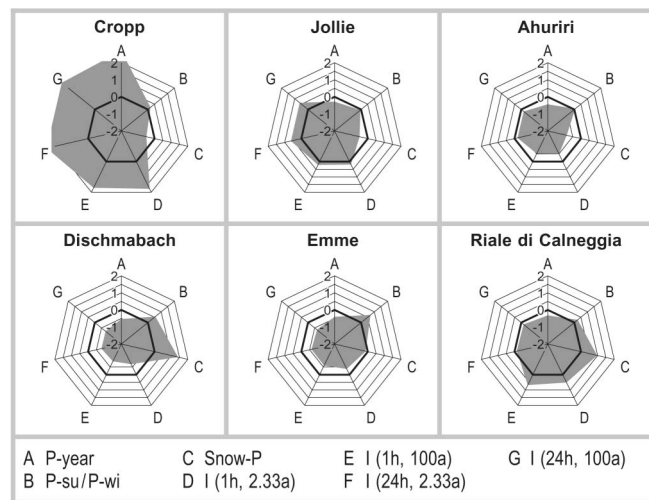 Cropp
A
2
1
0
-1
-2
B
C
D
E
F
G
Jollie
A
2
1
0
-1
-2
B
C
D
E
F
G
Ahuriri
A
2
1
0
-1
-2
B
C
D
E
F
G
Dischmabach
A
2
1
0
-1
-2
B
C
D
E
F
G
Emme
A
2
1
0
-1
-2
B
C
D
E
F
G
Riale di Calneggia
A
2
1
0
-1
-2
B
C
D
E
F
G
A P-year C Snow-P E I (1h, 100a) G I (24h, 100a)
B P-su/P-wi D I (1h, 2.33a) F I (24h, 2.33a)